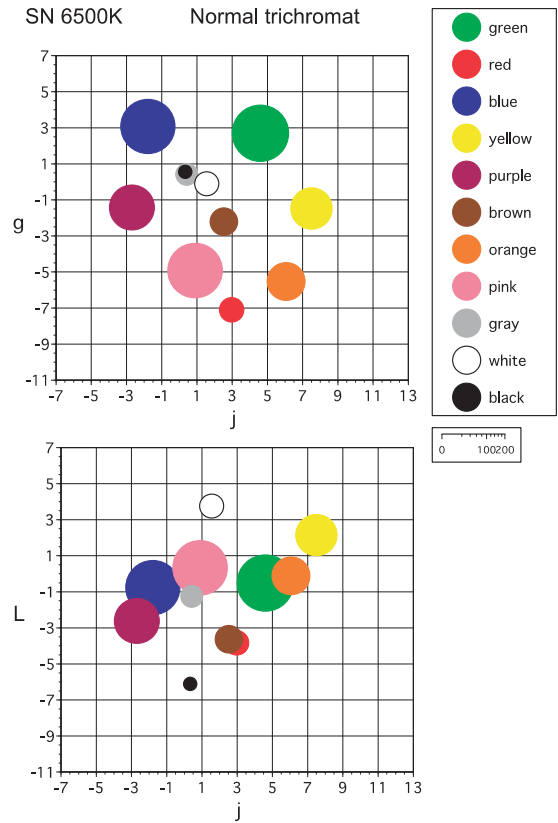 SN 6500K Normal trichromat
7
5
3
1
-1
-3
-5
-7
-9
-11
g
-7 -5 -3 -1 1 3 5 7 9 11 13
j
green
red
blue
yellow
purple
brown
orange
pink
gray
white
black
0 100 200
7
5
3
1
-1
-3
-5
-7
-9
-11
L
-7 -5 -3 -1 1 3 5 7 9 11 13
j